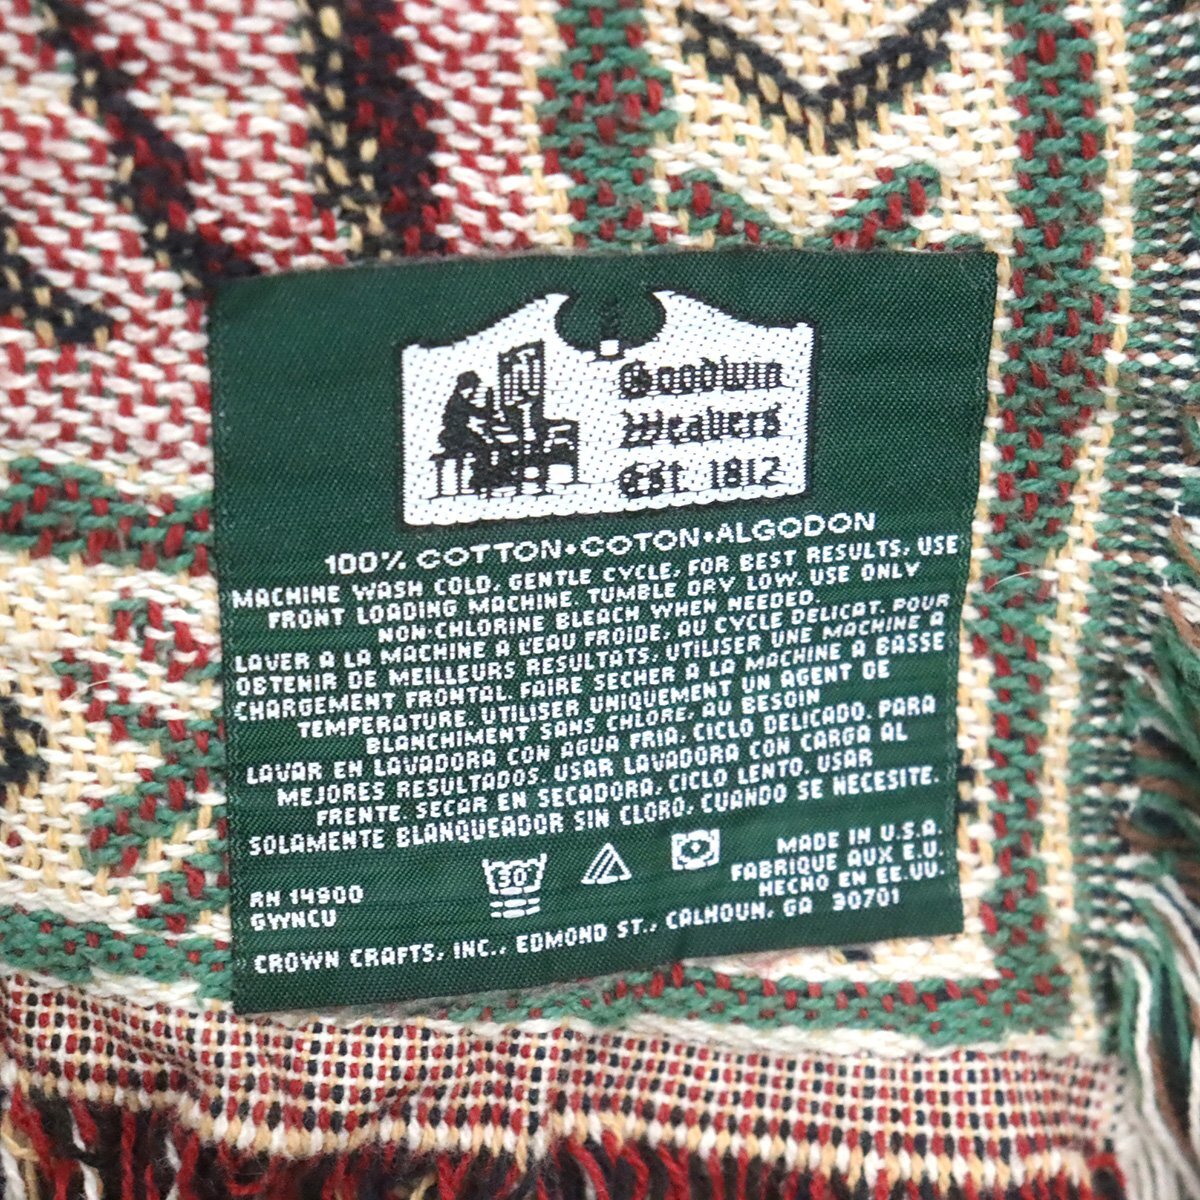 Goodwin
Weavers
Est. 1812
100% COTTON•COTON•ALGODON
MACHINE WASH COLD, GENTLE CYCLE, FOR BEST RESULTS, USE
FRONT LOADING MACHINE. TUMBLE DRY LOW. USE ONLY
NON-CHLORINE BLEACH WHEN NEEDED.
LAVER A LA MACHINE A L'EAU FROIDE, AU CYCLE DELICAT. POUR
OBTENIR DE MEILLEURS RESULTATS, UTILISER UNE MACHINE A
CHARGEMENT FRONTAL. FAIRE SECHER A LA MACHINE A BASSE
TEMPERATURE. UTILISER UNIQUEMENT UN AGENT DE
BLANCHIMENT SANS CHLORE, AU BESOIN
LAVAR EN LAVADORA CON AGUA FRIA, CICLO DELICADO. PARA
MEJORES RESULTADOS, USAR LAVADORA CON CARGA AL
FRENTE. SECAR EN SECADORA, CICLO LENTO. USAR
SOLAMENTE BLANQUEADOR SIN CLORO, CUANDO SE NECESITE.
30°
RN 14900
GWNCU
MADE IN U.S.A.
FABRIQUE AUX E.U.
HECHO EN EE.UU.
CROWN CRAFTS, INC., EDMOND ST., CALHOUN, GA 30701